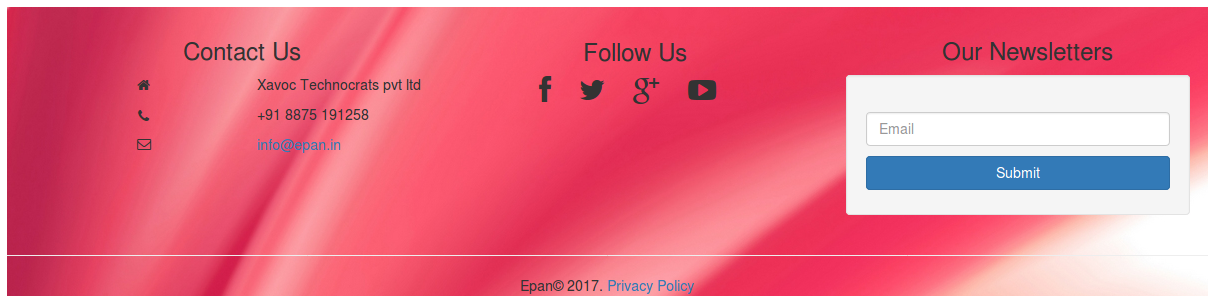 Contact Us
Xavoc Technocrats pvt ltd
+91 8875 191258
info@epan.in
Follow Us
Our Newsletters
Email
Submit
Epan© 2017. Privacy Policy